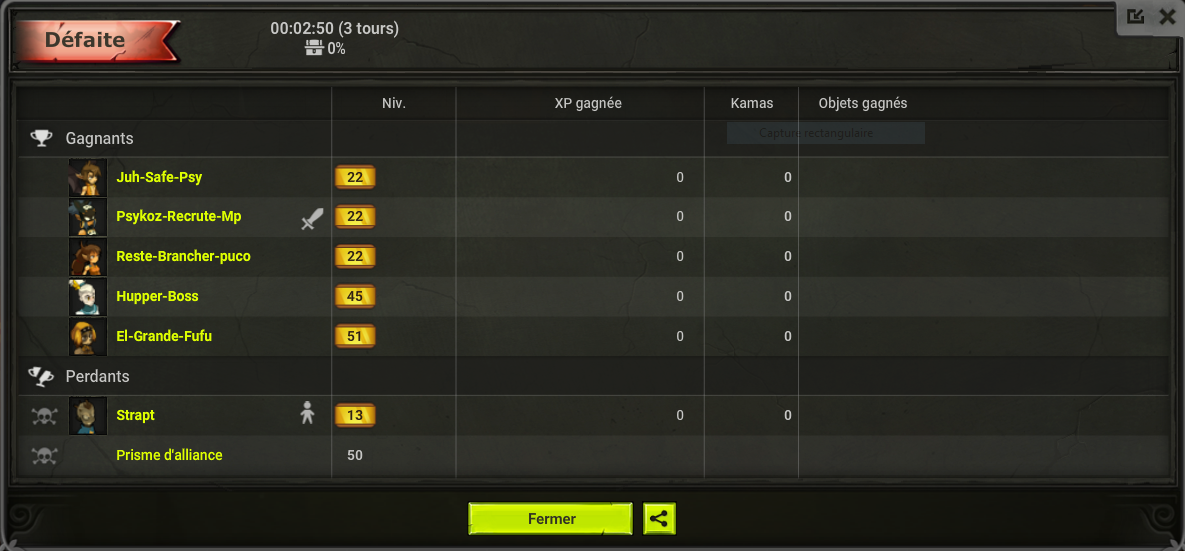 Défaite
00:02:50 (3 tours)
0%
Niv. XP gagnée Kamas Objets gagnés
Capture rectangulaire
Gagnants
Juh-Safe-Psy 22 0 0
Psykoz-Recrute-Mp 22 0 0
Reste-Brancher-puco 22 0 0
Hupper-Boss 45 0 0
El-Grande-Fufu 51 0 0
Perdants
Strapt 13 0 0
Prisme d'alliance 50
Fermer